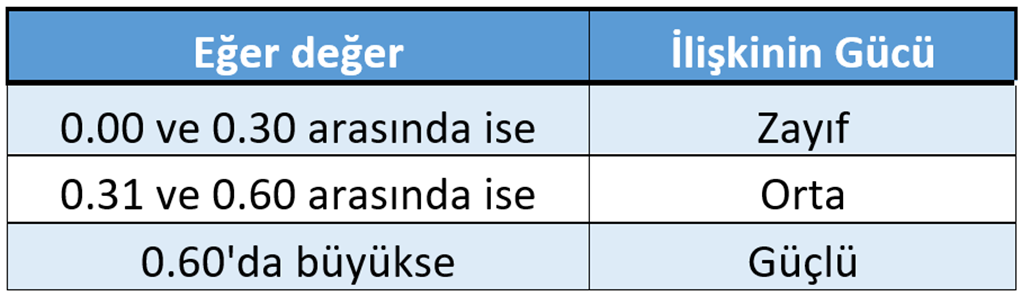 Eğer değer İlişkinin Gücü
0.00 ve 0.30 arasında ise Zayıf
0.31 ve 0.60 arasında ise Orta
0.60'da büyükse Güçlü